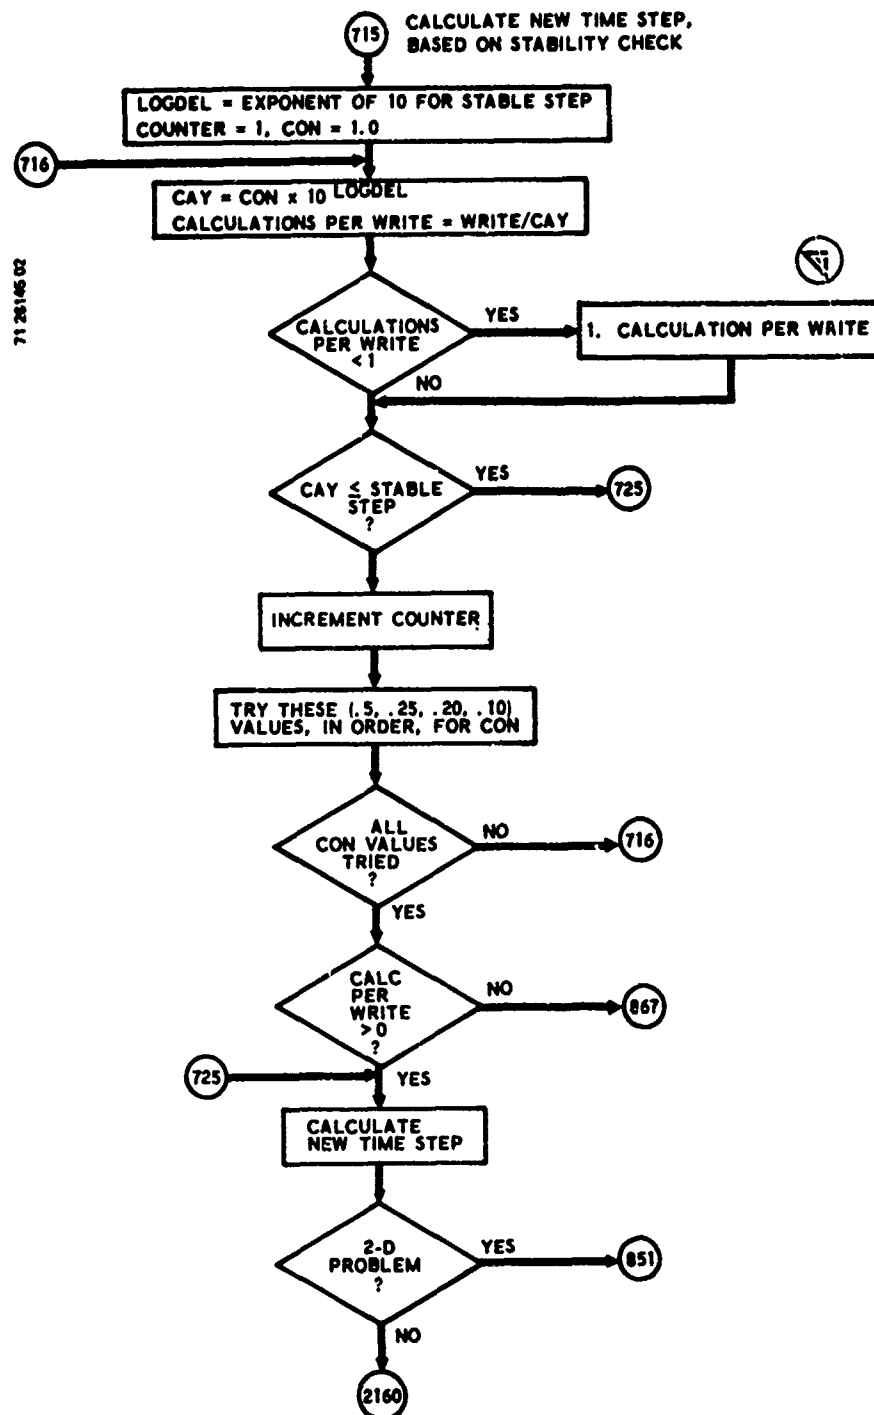 715
CALCULATE NEW TIME STEP,
BASED ON STABILITY CHECK
LOGDEL = EXPONENT OF 10 FOR STABLE STEP
COUNTER = 1, CON = 1.0
716
CAY = CON x 10 LOGDEL
CALCULATIONS PER WRITE = WRITE/CAY
71 26146 02
CALCULATIONS
PER WRITE
< 1
YES
1. CALCULATION PER WRITE
NO
CAY ≤ STABLE
STEP
?
YES
725
INCREMENT COUNTER
TRY THESE (.5, .25, .20, .10)
VALUES, IN ORDER, FOR CON
ALL
CON VALUES
TRIED
?
NO
716
YES
CALC
PER
WRITE
> 0
?
NO
867
725
YES
CALCULATE
NEW TIME STEP
2-D
PROBLEM
?
YES
851
NO
2160